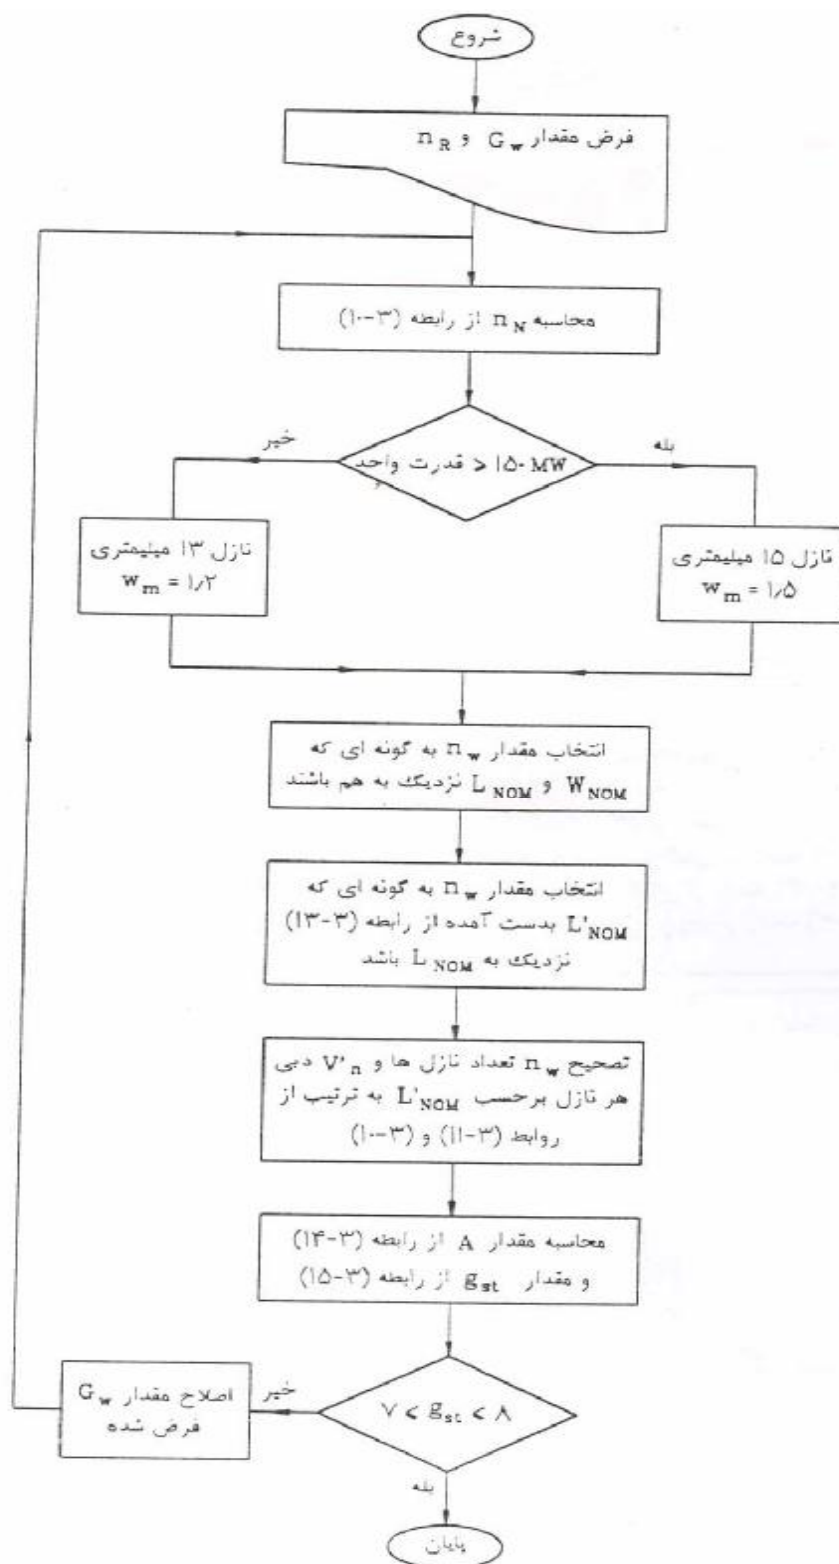 شروع
فرض مقدار G_w و n_R
محاسبه n_N از رابطه (۱۰-۳)
قدرت واحد > ۱۵۰ MW
خیر
بله
نازل ۱۳ میلیمتری
w_m = ۱٫۲
نازل ۱۵ میلیمتری
w_m = ۱٫۵
انتخاب مقدار n_w به گونه ای که
W_NOM و L_NOM نزدیک به هم باشند
انتخاب مقدار n_w به گونه ای که
L'_NOM بدست آمده از رابطه (۱۳-۳)
نزدیک به L_NOM باشد
تصحیح n_w تعداد نازل ها و V'_n دبی
هر نازل برحسب L'_NOM به ترتیب از
روابط (۱۱-۳) و (۱۰-۳)
محاسبه مقدار A از رابطه (۱۴-۳)
و مقدار g_st از رابطه (۱۵-۳)
۷ < g_st < ۸
خیر
اصلاح مقدار G_w
فرض شده
بله
پایان